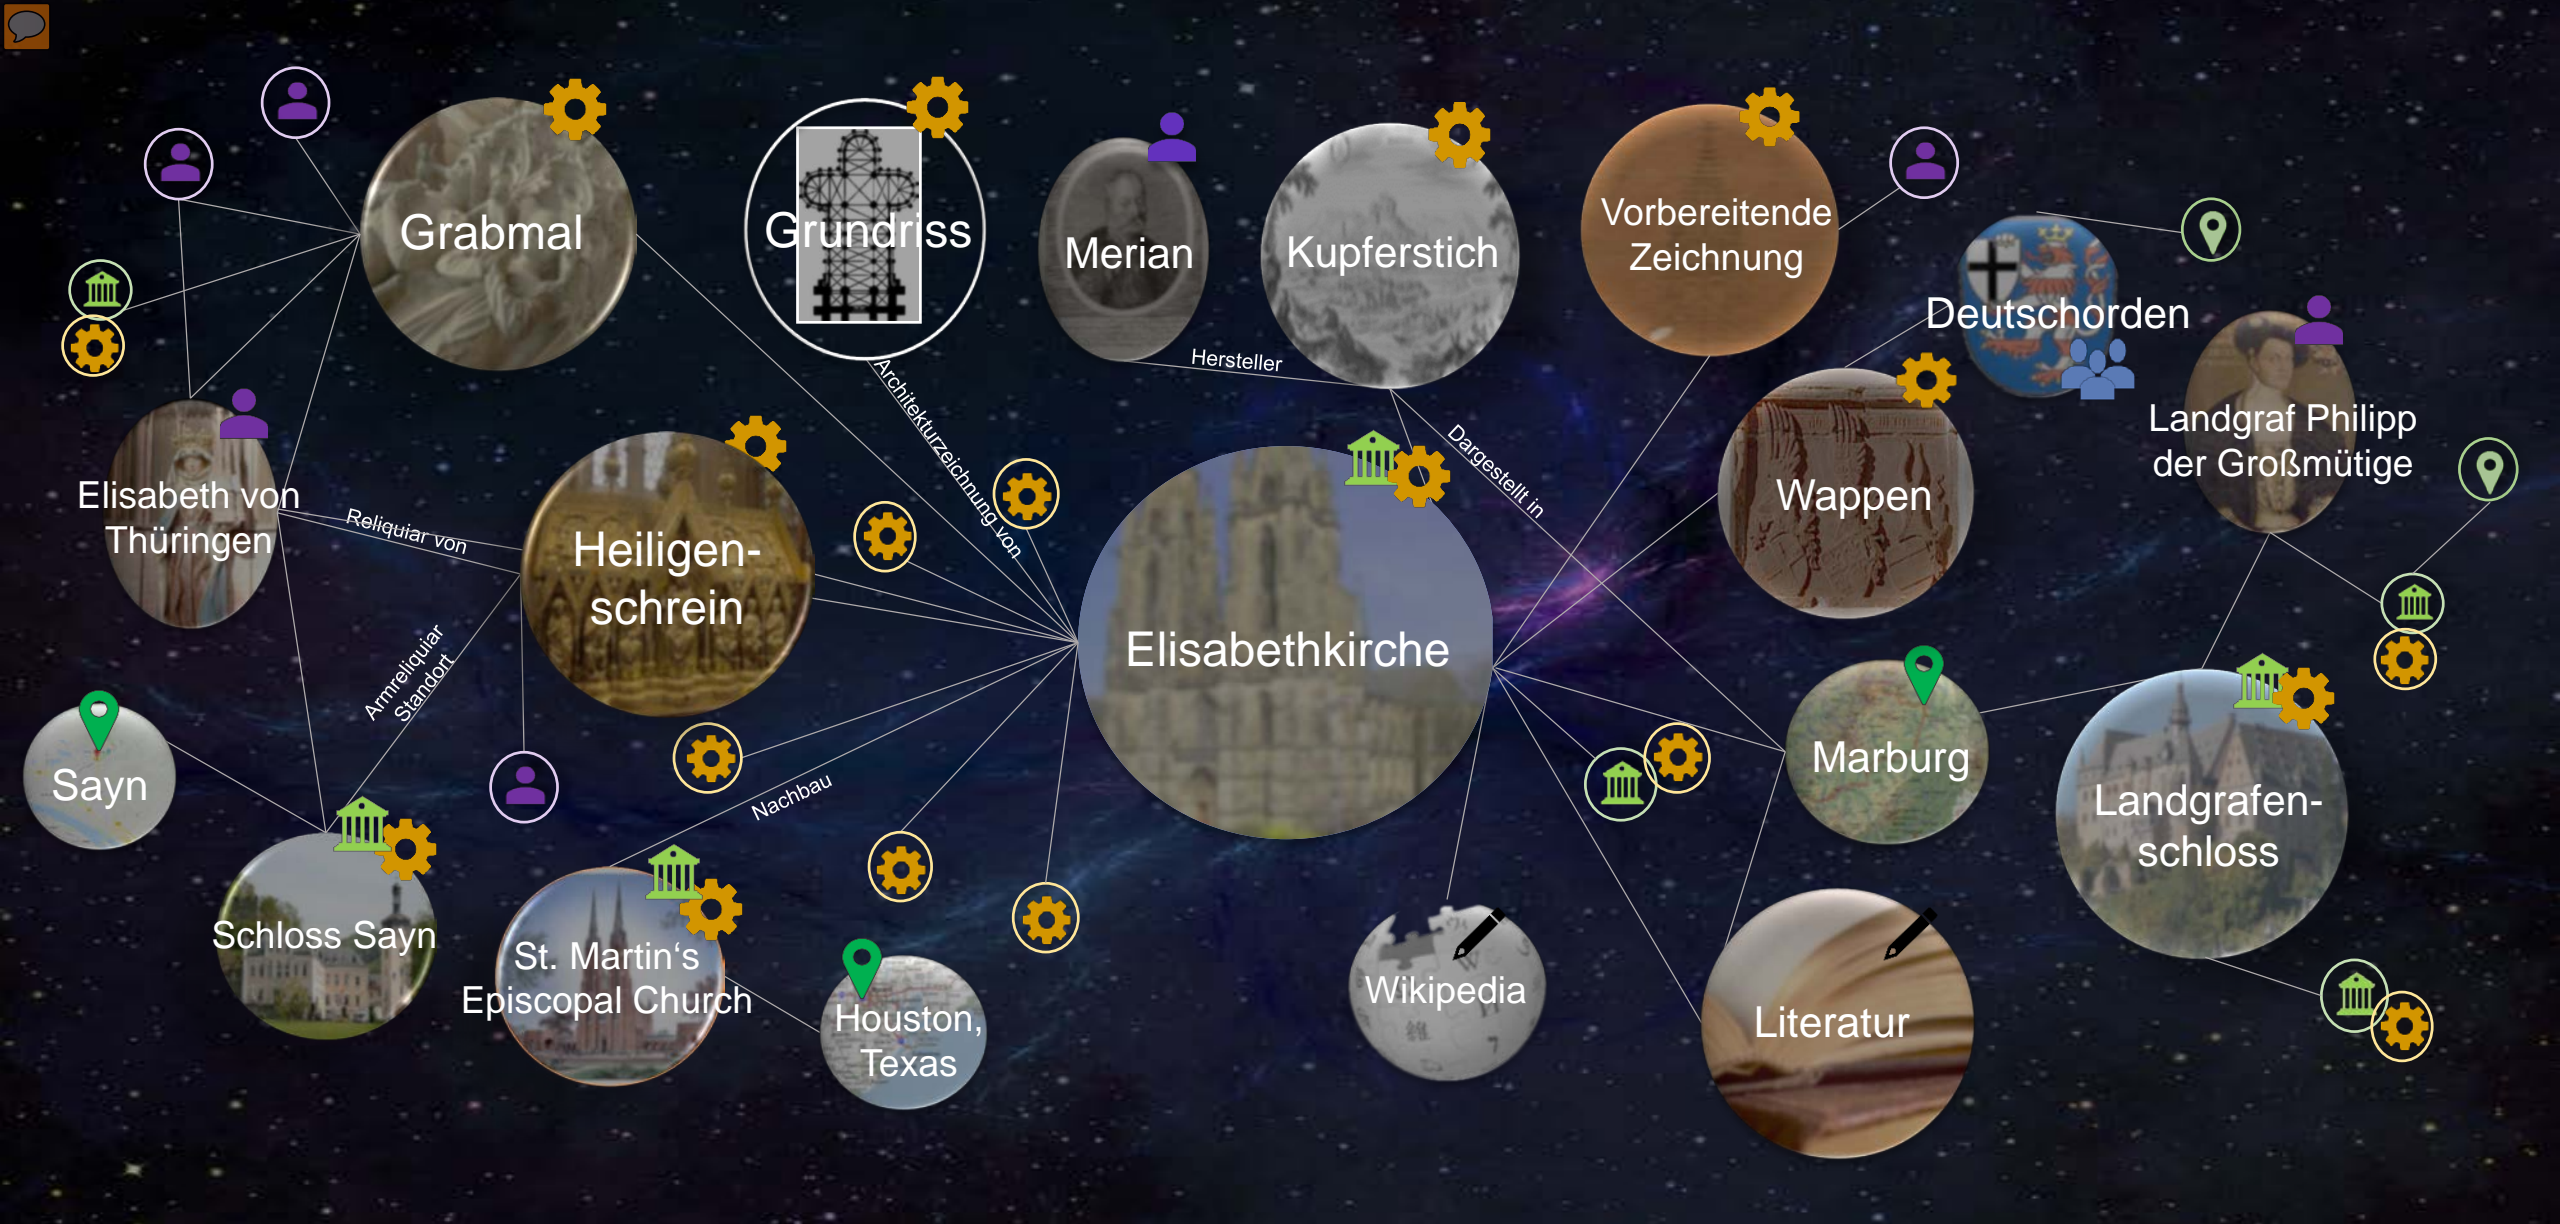 Grabmal
Grundriss
Merian
Kupferstich
Vorbereitende
Zeichnung
Deutschorden
Hersteller
Architekturzeichnung von
Dargestellt in
Landgraf Philipp
der Großmütige
Elisabeth von
Thüringen
Reliquiar von
Heiligen-
schrein
Wappen
Elisabethkirche
Armreliquiar
Standort
Sayn
Nachbau
Marburg
Landgrafen-
schloss
Schloss Sayn
St. Martin‘s
Episcopal Church
Houston,
Texas
Wikipedia
Literatur